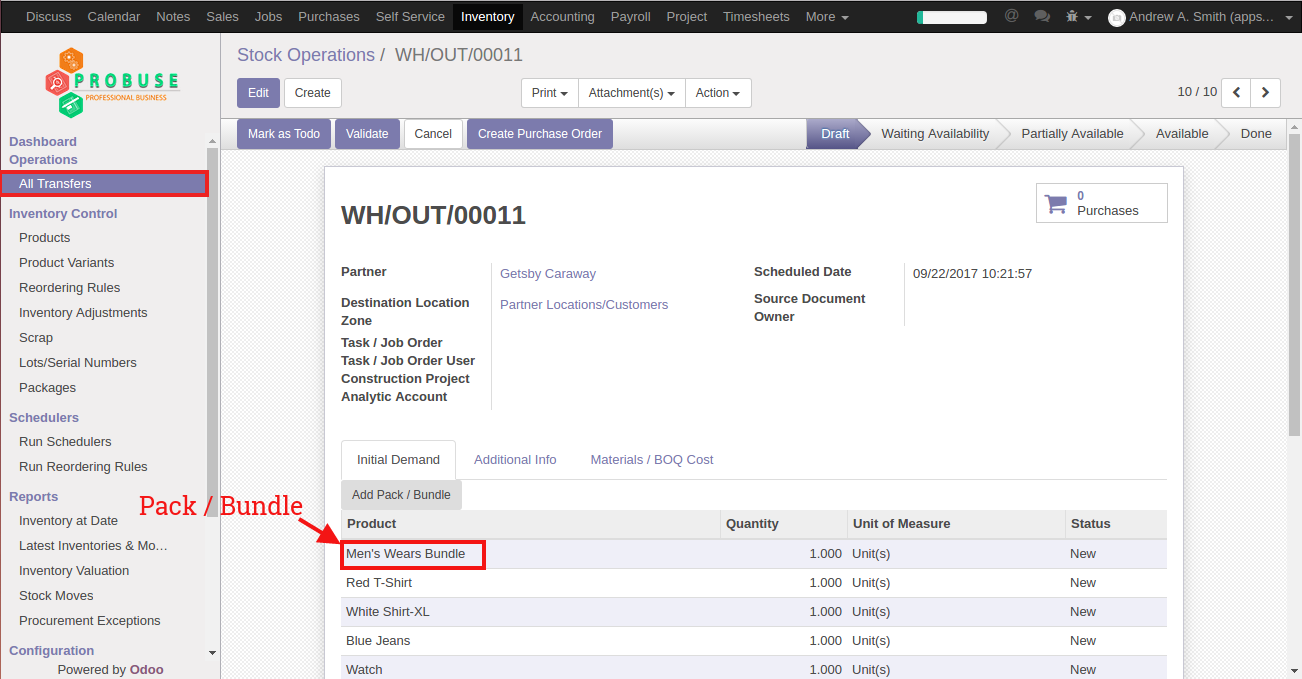 Discuss Calendar Notes Sales Jobs Purchases Self Service Inventory Accounting Payroll Project Timesheets More @ Andrew A. Smith (apps...
PROBUSE
PROFESSIONAL BUSINESS
Dashboard
Operations
All Transfers
Inventory Control
Products
Product Variants
Reordering Rules
Inventory Adjustments
Scrap
Lots/Serial Numbers
Packages
Schedulers
Run Schedulers
Run Reordering Rules
Reports
Inventory at Date
Latest Inventories & Mo...
Inventory Valuation
Stock Moves
Procurement Exceptions
Configuration
Powered by Odoo
Stock Operations / WH/OUT/00011
Edit Create Print Attachment(s) Action 10 / 10
Mark as Todo Validate Cancel Create Purchase Order Draft Waiting Availability Partially Available Available Done
0
Purchases
WH/OUT/00011
Partner Getsby Caraway
Destination Location Partner Locations/Customers
Zone
Task / Job Order
Task / Job Order User
Construction Project
Analytic Account
Scheduled Date 09/22/2017 10:21:57
Source Document
Owner
Initial Demand Additional Info Materials / BOQ Cost
Add Pack / Bundle
Pack / Bundle
Product Quantity Unit of Measure Status
Men's Wears Bundle 1.000 Unit(s) New
Red T-Shirt 1.000 Unit(s) New
White Shirt-XL 1.000 Unit(s) New
Blue Jeans 1.000 Unit(s) New
Watch 1.000 Unit(s) New